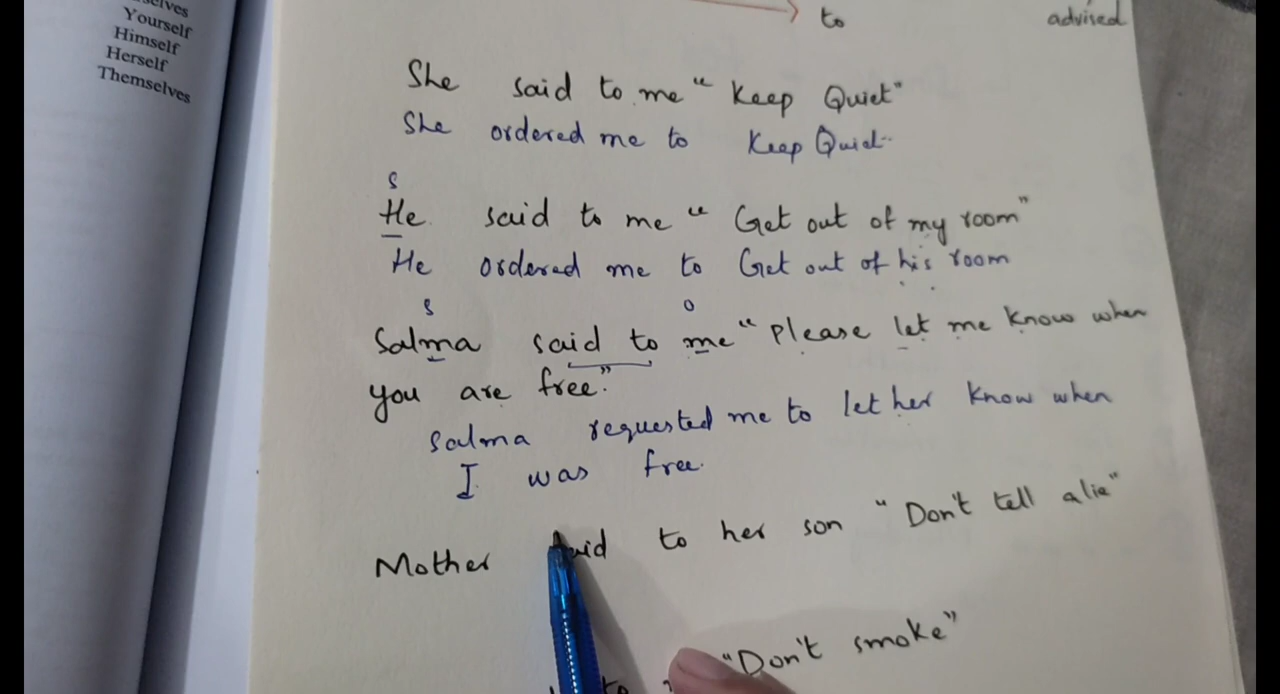 Yourself
Himself
Herself
Themselves
to advised
She said to me "Keep Quiet"
She ordered me to Keep Quiet.
S
He said to me "Get out of my room"
He ordered me to Get out of his room
S O
Salma said to me "Please let me know when
you are free."
Salma requested me to let her know when
I was free.
Mother said to her son "Don't tell a lie"
to "Don't smoke"